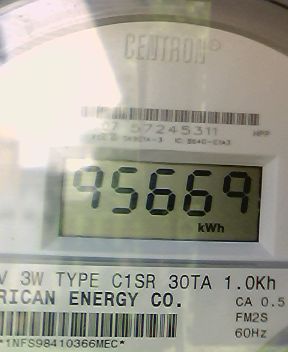 CENTRON®
57245311
95669
kWh
V 3W TYPE C1SR 30TA 1.0Kh
RICAN ENERGY CO. CA 0.5
FM2S
60Hz
*1NFS98410366MEC*